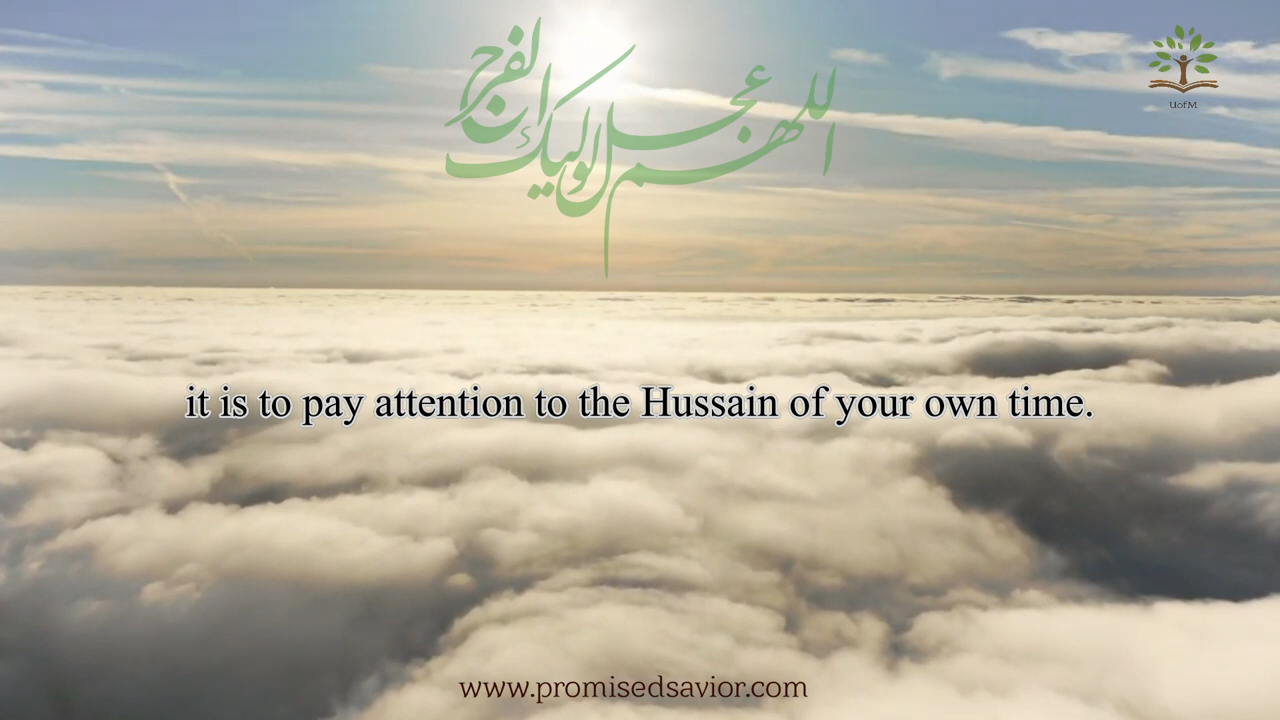 اللهم عجل لولیک الفرج
UofM
it is to pay attention to the Hussain of your own time.
www.promisedsavior.com